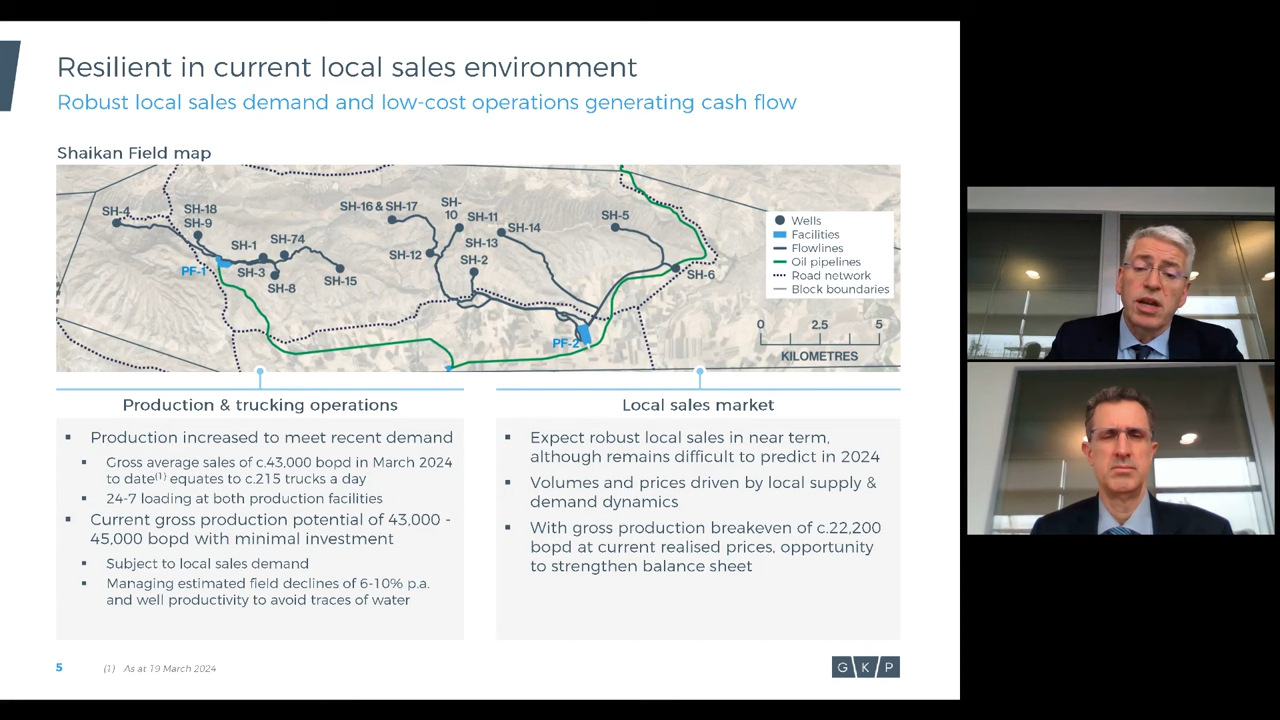 Resilient in current local sales environment
Robust local sales demand and low-cost operations generating cash flow
Shaikan Field map
SH-4
SH-18
SH-9
SH-1
SH-74
PF-1
SH-3
SH-8
SH-15
SH-16 & SH-17
SH-
10
SH-11
SH-14
SH-13
SH-12
SH-2
SH-5
SH-6
PF-2
Wells
Facilities
Flowlines
Oil pipelines
Road network
Block boundaries
0 2.5 5
KILOMETRES
Production & trucking operations
▪ Production increased to meet recent demand
▪ Gross average sales of c.43,000 bopd in March 2024
to date(1) equates to c.215 trucks a day
▪ 24-7 loading at both production facilities
▪ Current gross production potential of 43,000 -
45,000 bopd with minimal investment
▪ Subject to local sales demand
▪ Managing estimated field declines of 6-10% p.a.
and well productivity to avoid traces of water
Local sales market
▪ Expect robust local sales in near term,
although remains difficult to predict in 2024
▪ Volumes and prices driven by local supply &
demand dynamics
▪ With gross production breakeven of c.22,200
bopd at current realised prices, opportunity
to strengthen balance sheet
5
(1) As at 19 March 2024
GKP